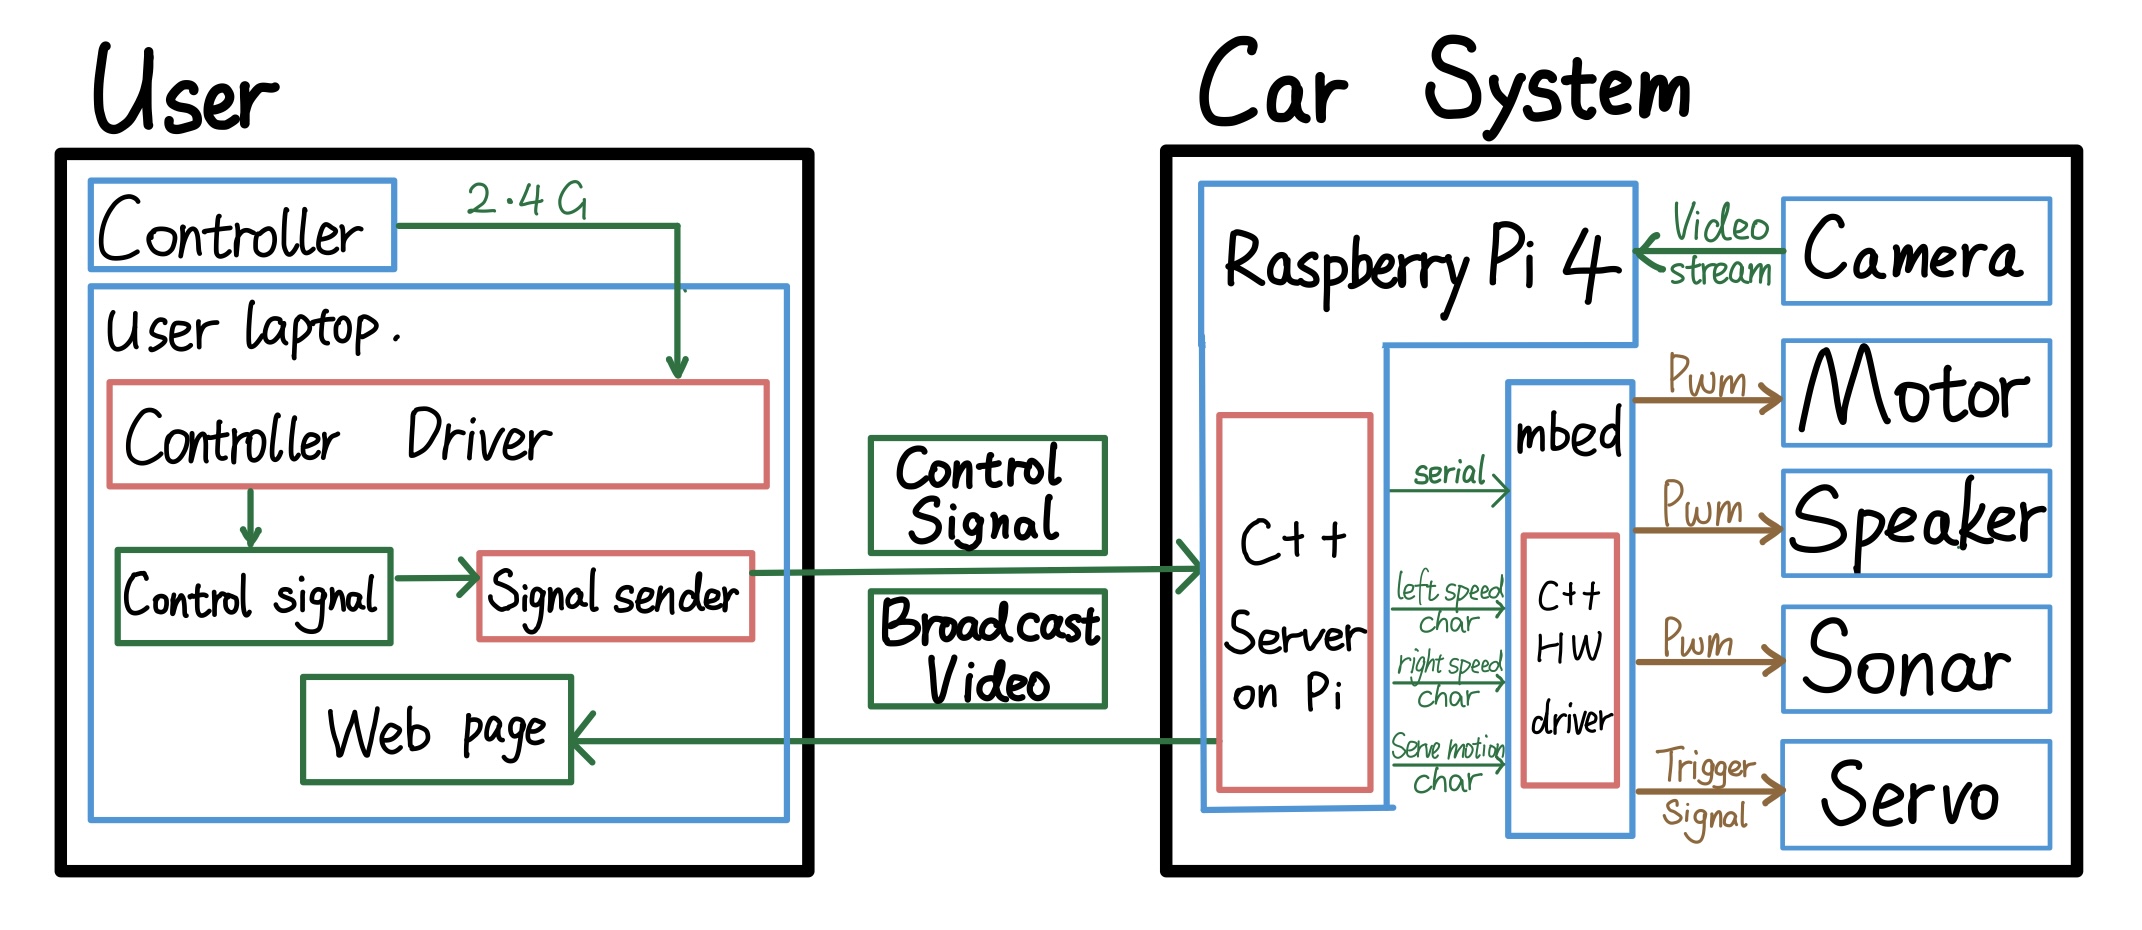 User
Car System
Controller
2.4 G
User laptop.
Controller Driver
Control signal
Signal sender
Web page
Control
Signal
Broadcast
Video
Raspberry Pi 4
Video
stream
Camera
C++
Server
on Pi
serial
left speed
char
right speed
char
Serve motion
char
mbed
C++
HW
driver
Pwm
Motor
Pwm
Speaker
Pwm
Sonar
Trigger
Signal
Servo